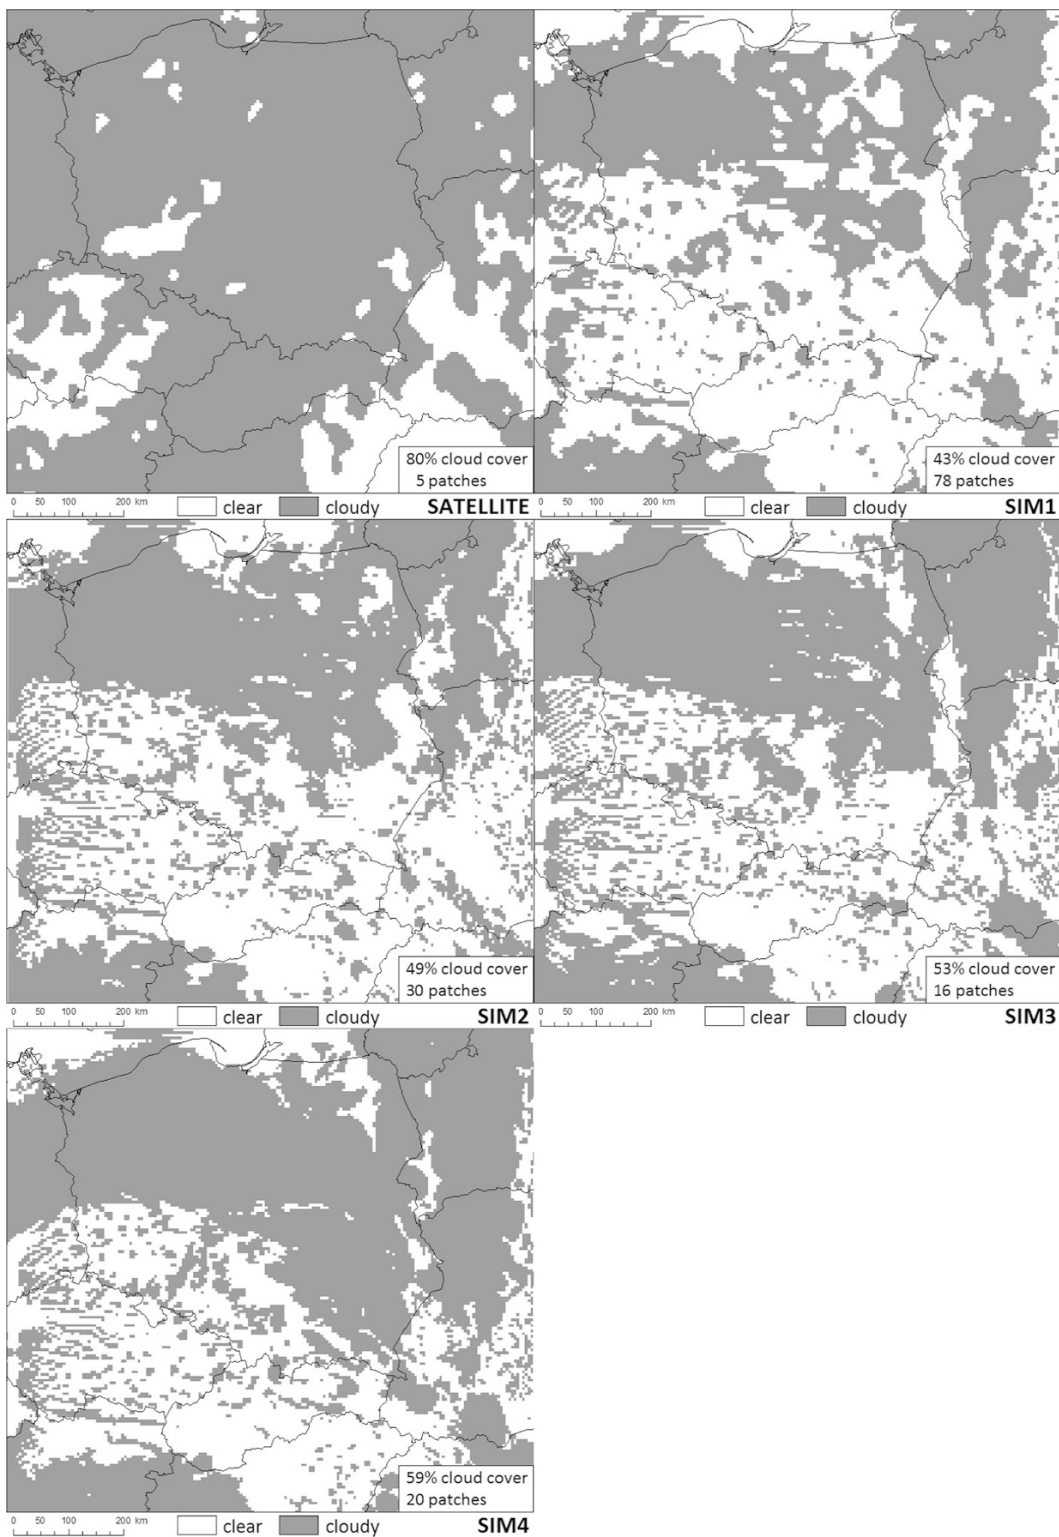 80% cloud cover
5 patches
0 50 100 200 km clear cloudy SATELLITE
43% cloud cover
78 patches
0 50 100 200 km clear cloudy SIM1
49% cloud cover
30 patches
0 50 100 200 km clear cloudy SIM2
53% cloud cover
16 patches
0 50 100 200 km clear cloudy SIM3
59% cloud cover
20 patches
0 50 100 200 km clear cloudy SIM4